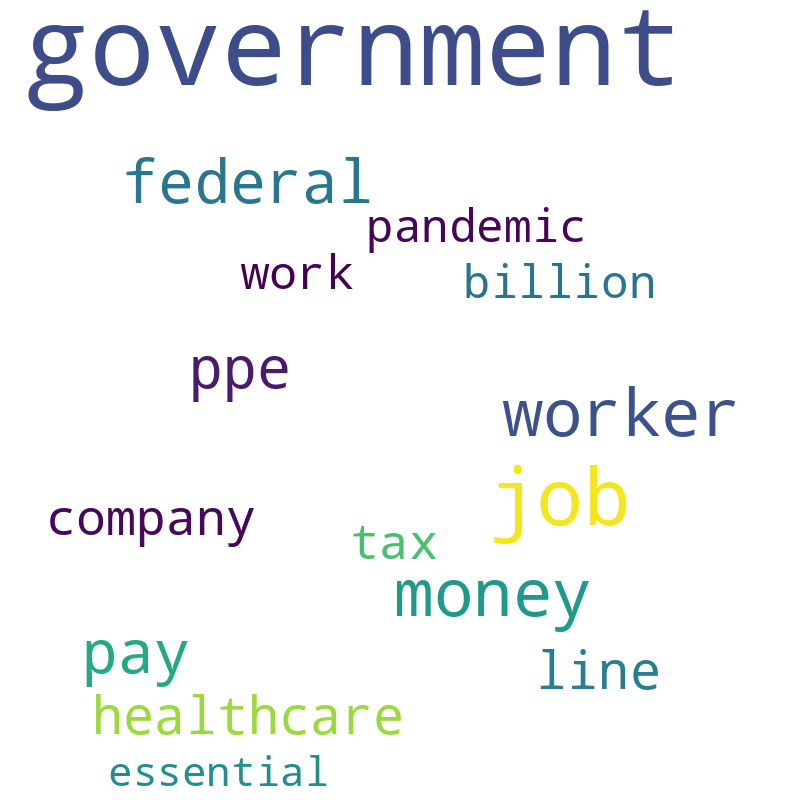 government
federal
pandemic
work
billion
ppe
worker
job
company
tax
money
pay
line
healthcare
essential